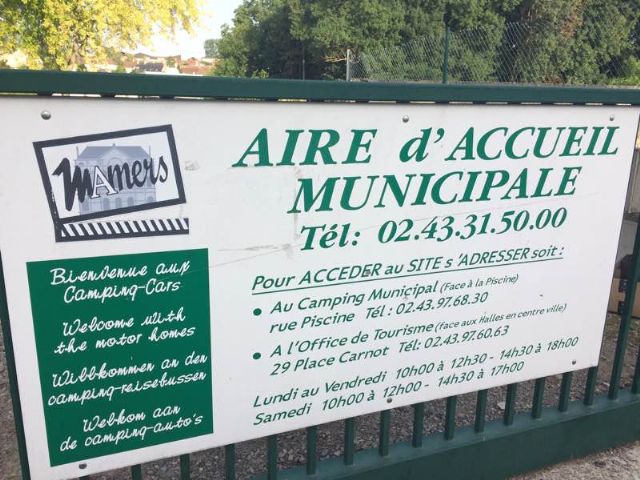 Mamers
AIRE d'ACCUEIL
MUNICIPALE
Tél: 02.43.31.50.00
Pour ACCEDER au SITE s'ADRESSER soit :
• Au Camping Municipal (Face à la Piscine)
rue Piscine Tél : 02.43.97.68.30
• A l'Office de Tourisme (face aux Halles en centre ville)
29 Place Carnot Tél: 02.43.97.60.63
Lundi au Vendredi 10h00 à 12h30 - 14h30 à 18h00
Samedi 10h00 à 12h00 - 14h30 à 17h00
Bienvenue aux
Camping-Cars
Welcome with
the motor homes
Wibbkommen an den
camping-reisebussen
Webkom aan
de camping-auto's